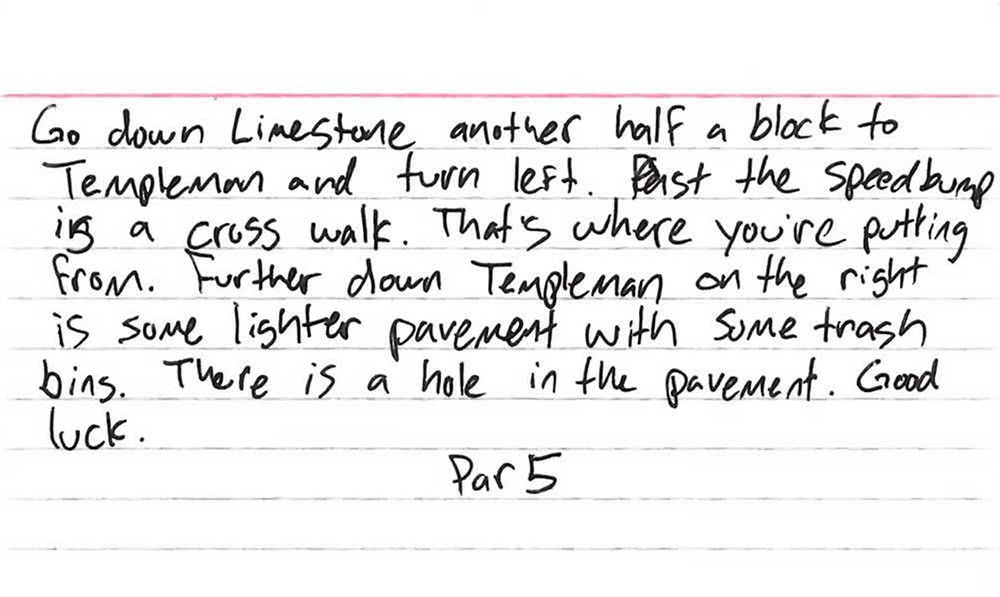 Go down Limestone another half a block to
Templeman and turn left. Past the speedbump
is a cross walk. That's where you're putting
from. Further down Templeman on the right
is some lighter pavement with some trash
bins. There is a hole in the pavement. Good
luck.
Par 5